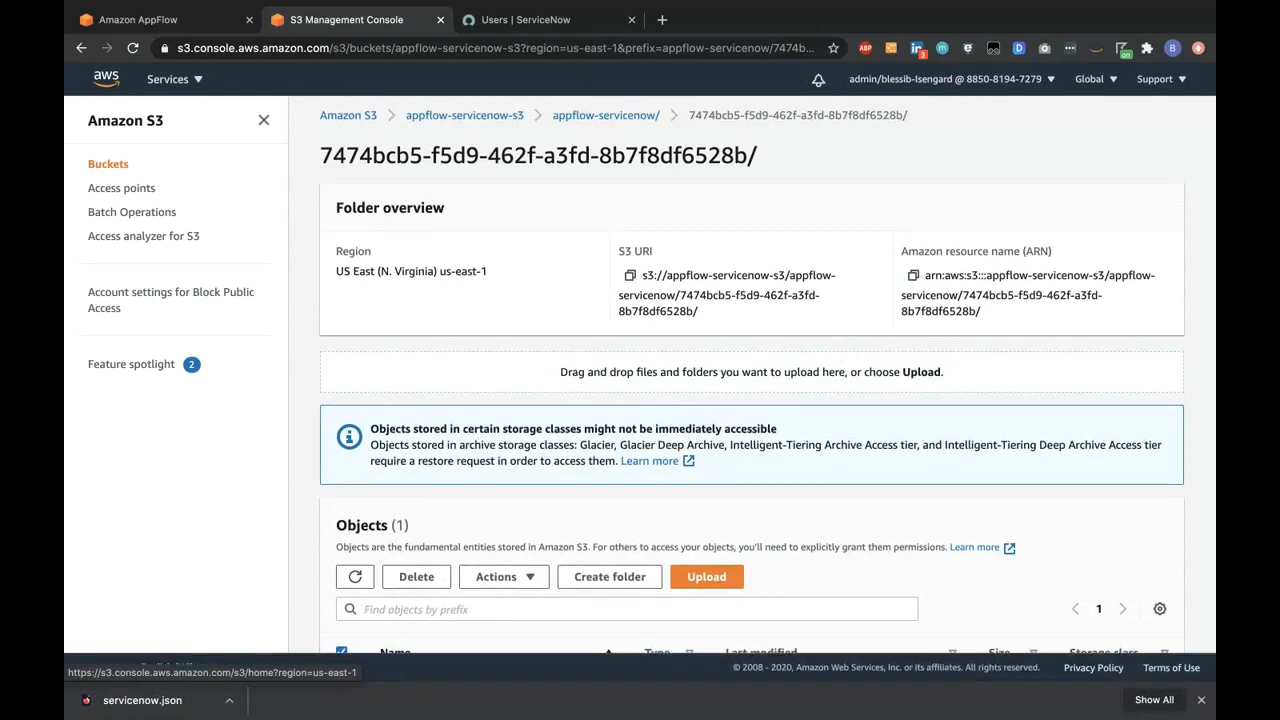 Amazon AppFlow
S3 Management Console
Users | ServiceNow
s3.console.aws.amazon.com/s3/buckets/appflow-servicenow-s3?region=us-east-1&prefix=appflow-servicenow/7474b...
aws
Services
admin/blessib-Isengard @ 8850-8194-7279
Global
Support
Amazon S3
Buckets
Access points
Batch Operations
Access analyzer for S3
Account settings for Block Public
Access
Feature spotlight 2
Amazon S3
appflow-servicenow-s3
appflow-servicenow/
7474bcb5-f5d9-462f-a3fd-8b7f8df6528b/
7474bcb5-f5d9-462f-a3fd-8b7f8df6528b/
Folder overview
Region
US East (N. Virginia) us-east-1
S3 URI
s3://appflow-servicenow-s3/appflow-
servicenow/7474bcb5-f5d9-462f-a3fd-
8b7f8df6528b/
Amazon resource name (ARN)
arn:aws:s3:::appflow-servicenow-s3/appflow-
servicenow/7474bcb5-f5d9-462f-a3fd-
8b7f8df6528b/
Drag and drop files and folders you want to upload here, or choose Upload.
Objects stored in certain storage classes might not be immediately accessible
Objects stored in archive storage classes: Glacier, Glacier Deep Archive, Intelligent-Tiering Archive Access tier, and Intelligent-Tiering Deep Archive Access tier
require a restore request in order to access them. Learn more
Objects (1)
Objects are the fundamental entities stored in Amazon S3. For others to access your objects, you'll need to explicitly grant them permissions. Learn more
Delete
Actions
Create folder
Upload
Find objects by prefix
1
Name
Type
Last modified
Size
Storage class
https://s3.console.aws.amazon.com/s3/home?region=us-east-1
© 2008 - 2020, Amazon Web Services, Inc. or its affiliates. All rights reserved.
Privacy Policy
Terms of Use
servicenow.json
Show All